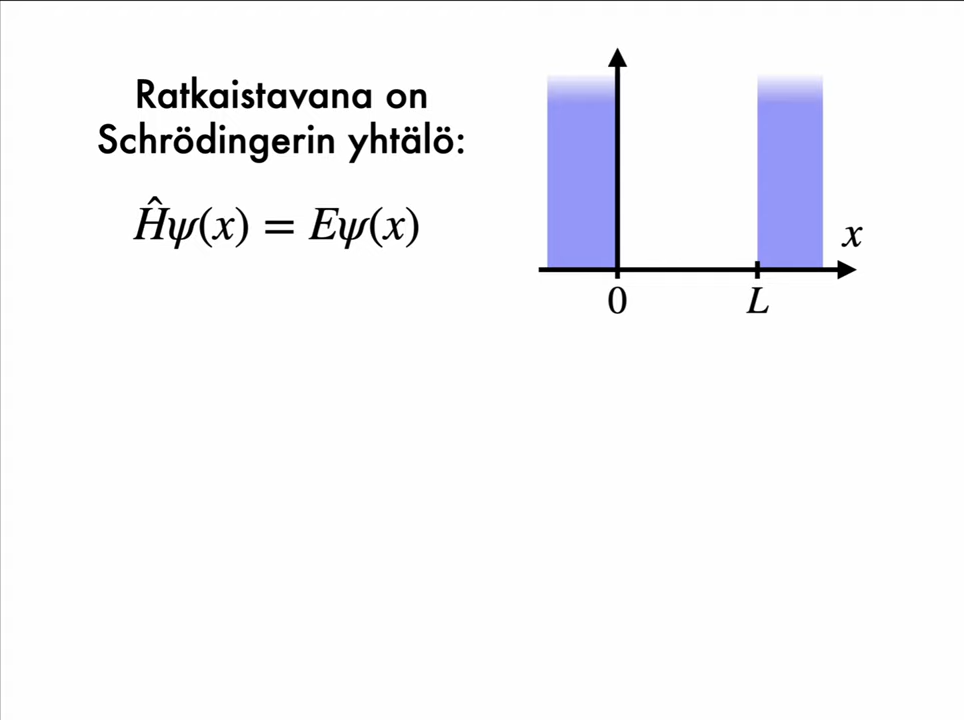 Ratkaistavana on
Schrödingerin yhtälö:
Ĥψ(x) = Eψ(x)
x
0
L